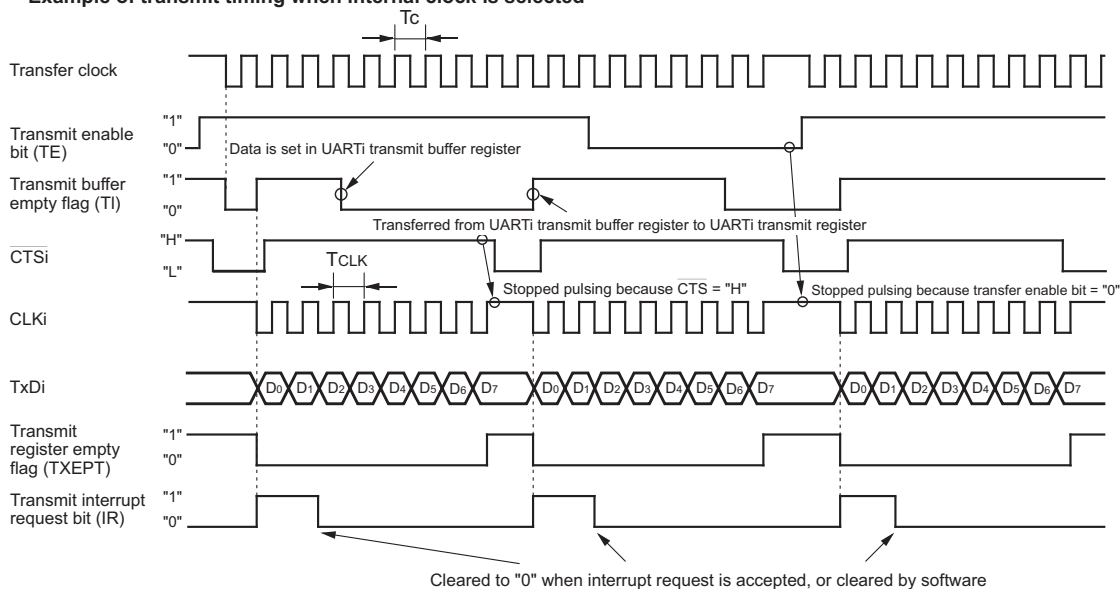 Example of transmit timing when internal clock is selected
Tc
Transfer clock
"1"
Transmit enable
bit (TE)
"0"
Data is set in UARTi transmit buffer register
Transmit buffer
empty flag (TI)
"1"
"0"
Transferred from UARTi transmit buffer register to UARTi transmit register
"H"
CTSi
"L"
TCLK
Stopped pulsing because CTS = "H"
Stopped pulsing because transfer enable bit = "0"
CLKi
TxDi
D0 D1 D2 D3 D4 D5 D6 D7 D0 D1 D2 D3 D4 D5 D6 D7 D0 D1 D2 D3 D4 D5 D6 D7
Transmit
register empty
flag (TXEPT)
"1"
"0"
Transmit interrupt
request bit (IR)
"1"
"0"
Cleared to "0" when interrupt request is accepted, or cleared by software